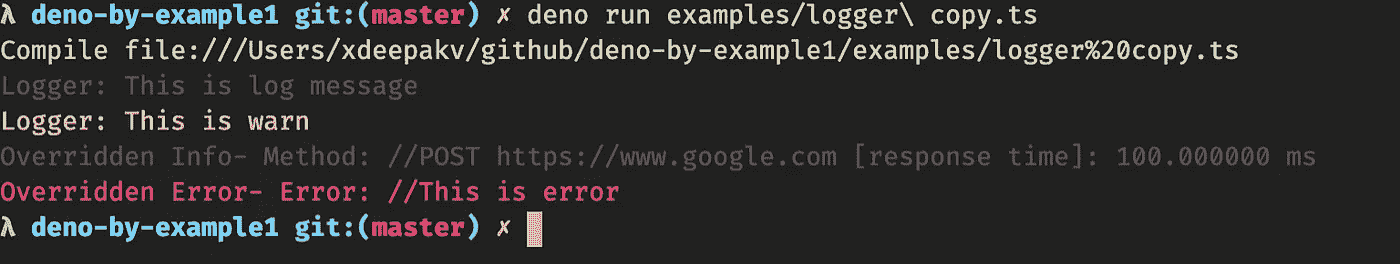 λ deno-by-example1 git:(master) ✗ deno run examples/logger\ copy.ts
Compile file:///Users/xdeepakv/github/deno-by-example1/examples/logger%20copy.ts
Logger: This is log message
Logger: This is warn
Overridden Info- Method: //POST https://www.google.com [response time]: 100.000000 ms
Overridden Error- Error: //This is error
λ deno-by-example1 git:(master) ✗